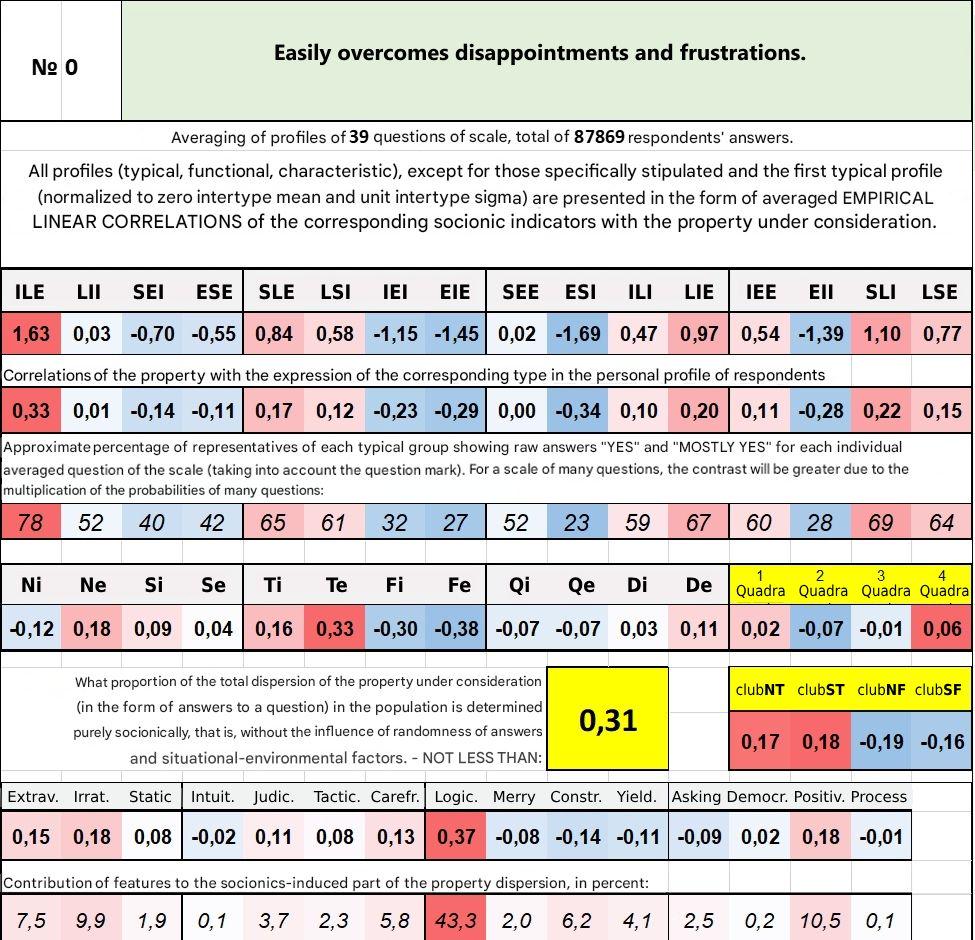 № 0
Easily overcomes disappointments and frustrations.
Averaging of profiles of 39 questions of scale, total of 87869 respondents' answers.
All profiles (typical, functional, characteristic), except for those specifically stipulated and the first typical profile
(normalized to zero intertype mean and unit intertype sigma) are presented in the form of averaged EMPIRICAL
LINEAR CORRELATIONS of the corresponding socionic indicators with the property under consideration.
ILE LII SEI ESE SLE LSI IEI EIE SEE ESI ILI LIE IEE EII SLI LSE
1,63 0,03 -0,70 -0,55 0,84 0,58 -1,15 -1,45 0,02 -1,69 0,47 0,97 0,54 -1,39 1,10 0,77
Correlations of the property with the expression of the corresponding type in the personal profile of respondents
0,33 0,01 -0,14 -0,11 0,17 0,12 -0,23 -0,29 0,00 -0,34 0,10 0,20 0,11 -0,28 0,22 0,15
Approximate percentage of representatives of each typical group showing raw answers "YES" and "MOSTLY YES" for each individual
averaged question of the scale (taking into account the question mark). For a scale of many questions, the contrast will be greater due to the
multiplication of the probabilities of many questions:
78 52 40 42 65 61 32 27 52 23 59 67 60 28 69 64
Ni Ne Si Se Ti Te Fi Fe Qi Qe Di De 1 Quadra 2 Quadra 3 Quadra 4 Quadra
-0,12 0,18 0,09 0,04 0,16 0,33 -0,30 -0,38 -0,07 -0,07 0,03 0,11 0,02 -0,07 -0,01 0,06
What proportion of the total dispersion of the property under consideration
(in the form of answers to a question) in the population is determined
purely socionically, that is, without the influence of randomness of answers
and situational-environmental factors. - NOT LESS THAN:
0,31
clubNT clubST clubNF clubSF
0,17 0,18 -0,19 -0,16
Extrav. Irrat. Static Intuit. Judic. Tactic. Carefr. Logic. Merry Constr. Yield. Asking Democr. Positiv. Process
0,15 0,18 0,08 -0,02 0,11 0,08 0,13 0,37 -0,08 -0,14 -0,11 -0,09 0,02 0,18 -0,01
Contribution of features to the socionics-induced part of the property dispersion, in percent:
7,5 9,9 1,9 0,1 3,7 2,3 5,8 43,3 2,0 6,2 4,1 2,5 0,2 10,5 0,1